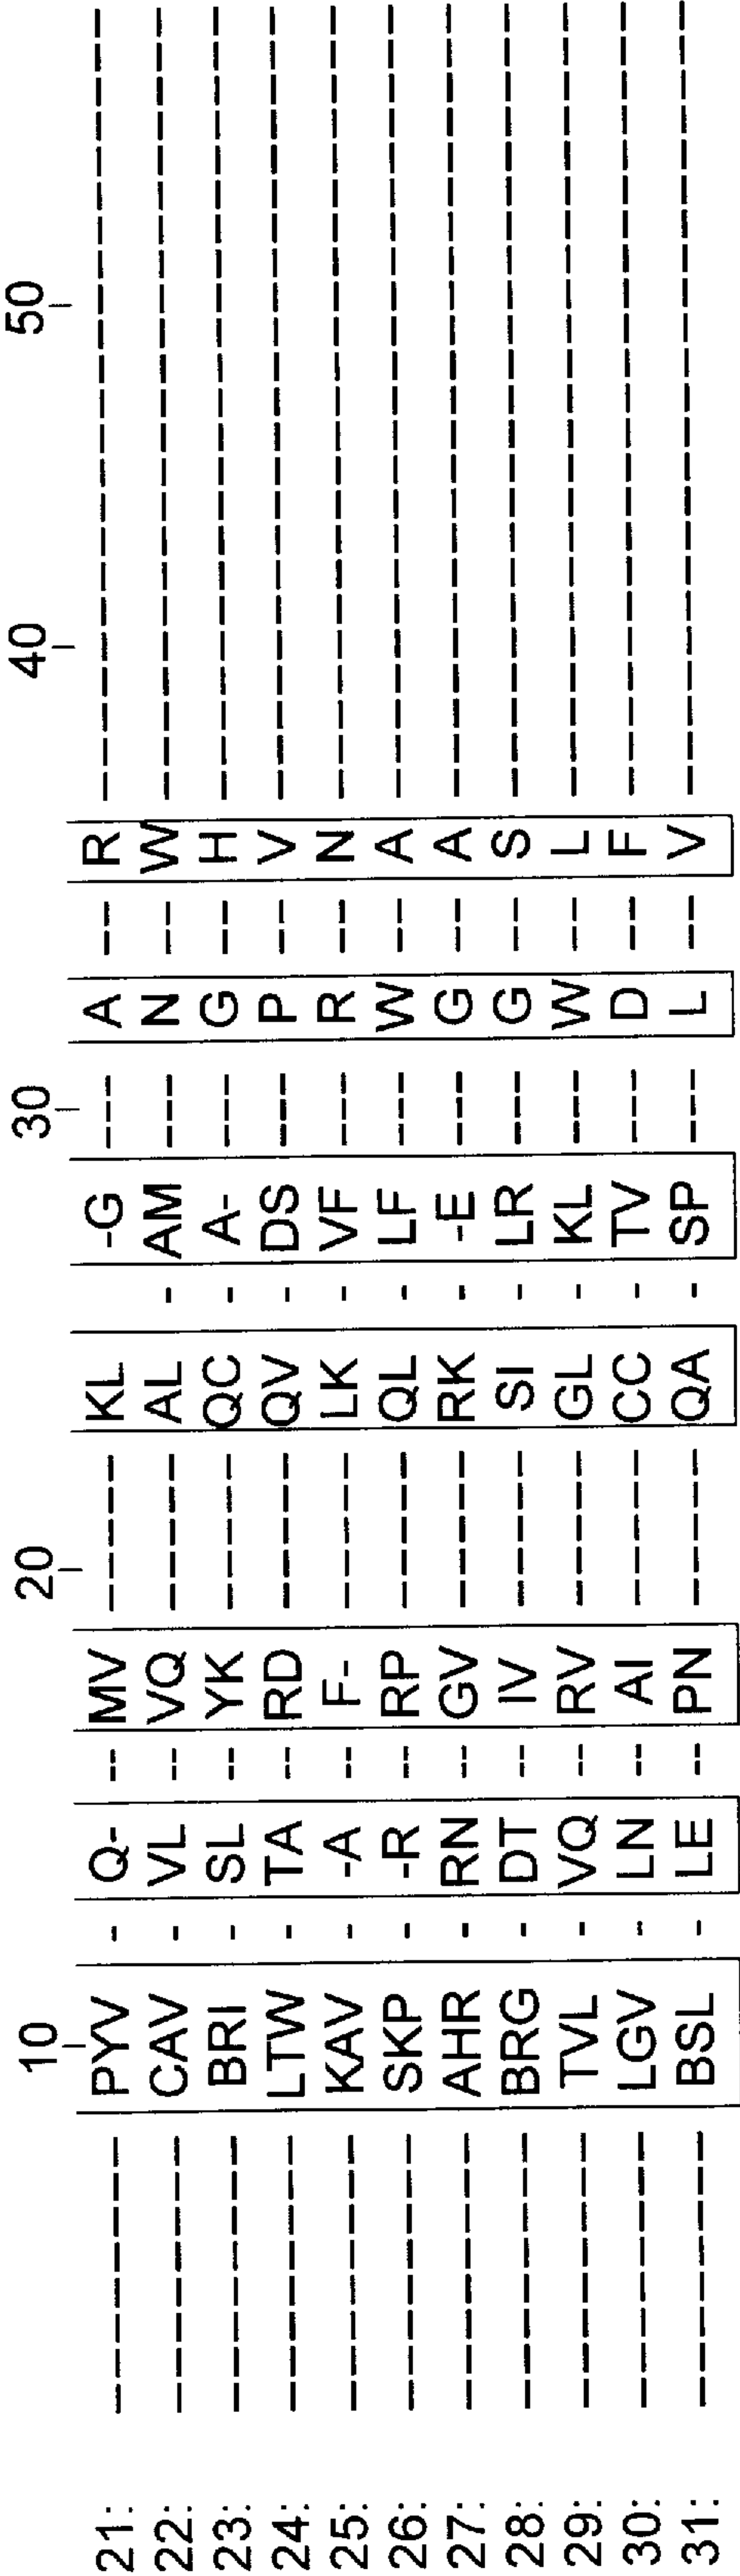 10 20 30 40 50
21: -------- PYV - Q- -- MV ----- KL -G --- A -- R -----------------------
22: -------- CAV - VL -- VQ ----- AL - AM --- N -- W -----------------------
23: -------- BRI - SL -- YK ----- QC - A- --- G -- H -----------------------
24: -------- LTW - TA -- RD ----- QV - DS --- P -- V -----------------------
25: -------- KAV - -A -- F- ----- LK - VF --- R -- N -----------------------
26: -------- SKP - -R -- RP ----- QL - LF --- W -- A -----------------------
27: -------- AHR - RN -- GV ----- RK - -E --- G -- A -----------------------
28: -------- BRG - DT -- IV ----- SI - LR --- G -- S -----------------------
29: -------- TVL - VQ -- RV ----- GL - KL --- W -- L -----------------------
30: -------- LGV - LN -- AI ----- CC - TV --- D -- F -----------------------
31: -------- BSL - LE -- PN ----- QA - SP --- L -- V -----------------------